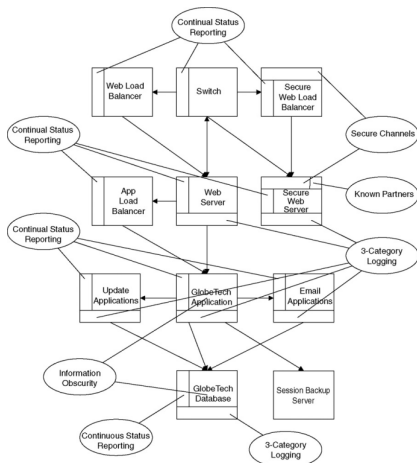 Continual Status
Reporting
Web Load
Balancer
Switch
Secure
Web Load
Balancer
Continual Status
Reporting
Secure Channels
App
Load
Balancer
Web
Server
Secure
Web Server
Known Partners
Continual Status
Reporting
3-Category
Logging
Update
Applications
GlobeTech
Application
Email
Applications
Information
Obscurity
GlobeTech
Database
Session Backup
Server
Continuous Status
Reporting
3-Category
Logging